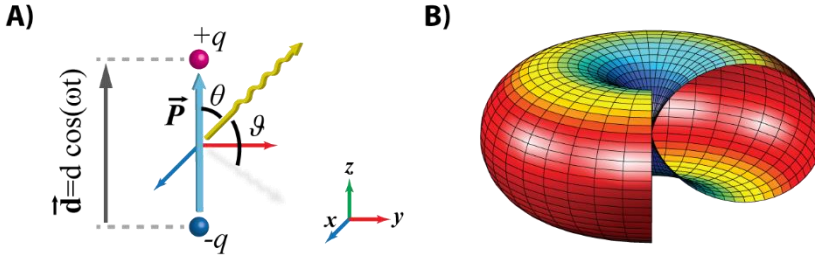 A)
B)
+q
d⃗=d cos(ωt)
P⃗
θ
ϑ
z
x
y
-q